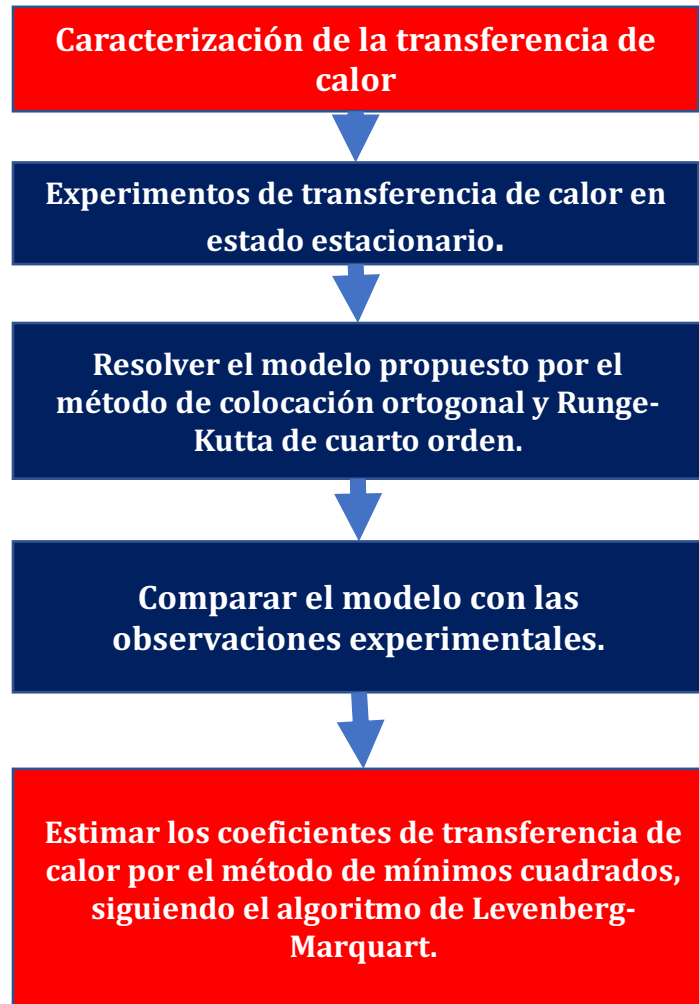 Caracterización de la transferencia de
calor
Experimentos de transferencia de calor en
estado estacionario.
Resolver el modelo propuesto por el
método de colocación ortogonal y Runge-
Kutta de cuarto orden.
Comparar el modelo con las
observaciones experimentales.
Estimar los coeficientes de transferencia de
calor por el método de mínimos cuadrados,
siguiendo el algoritmo de Levenberg-
Marquart.